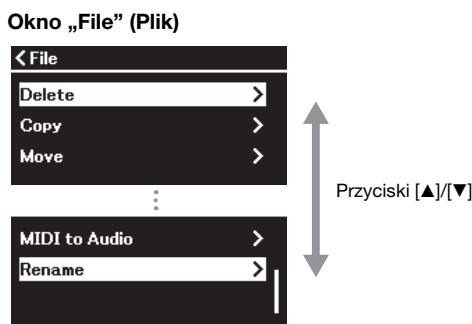 Okno „File” (Plik)
< File
Delete >
Copy >
Move >
Przyciski [▲]/[▼]
MIDI to Audio >
Rename >